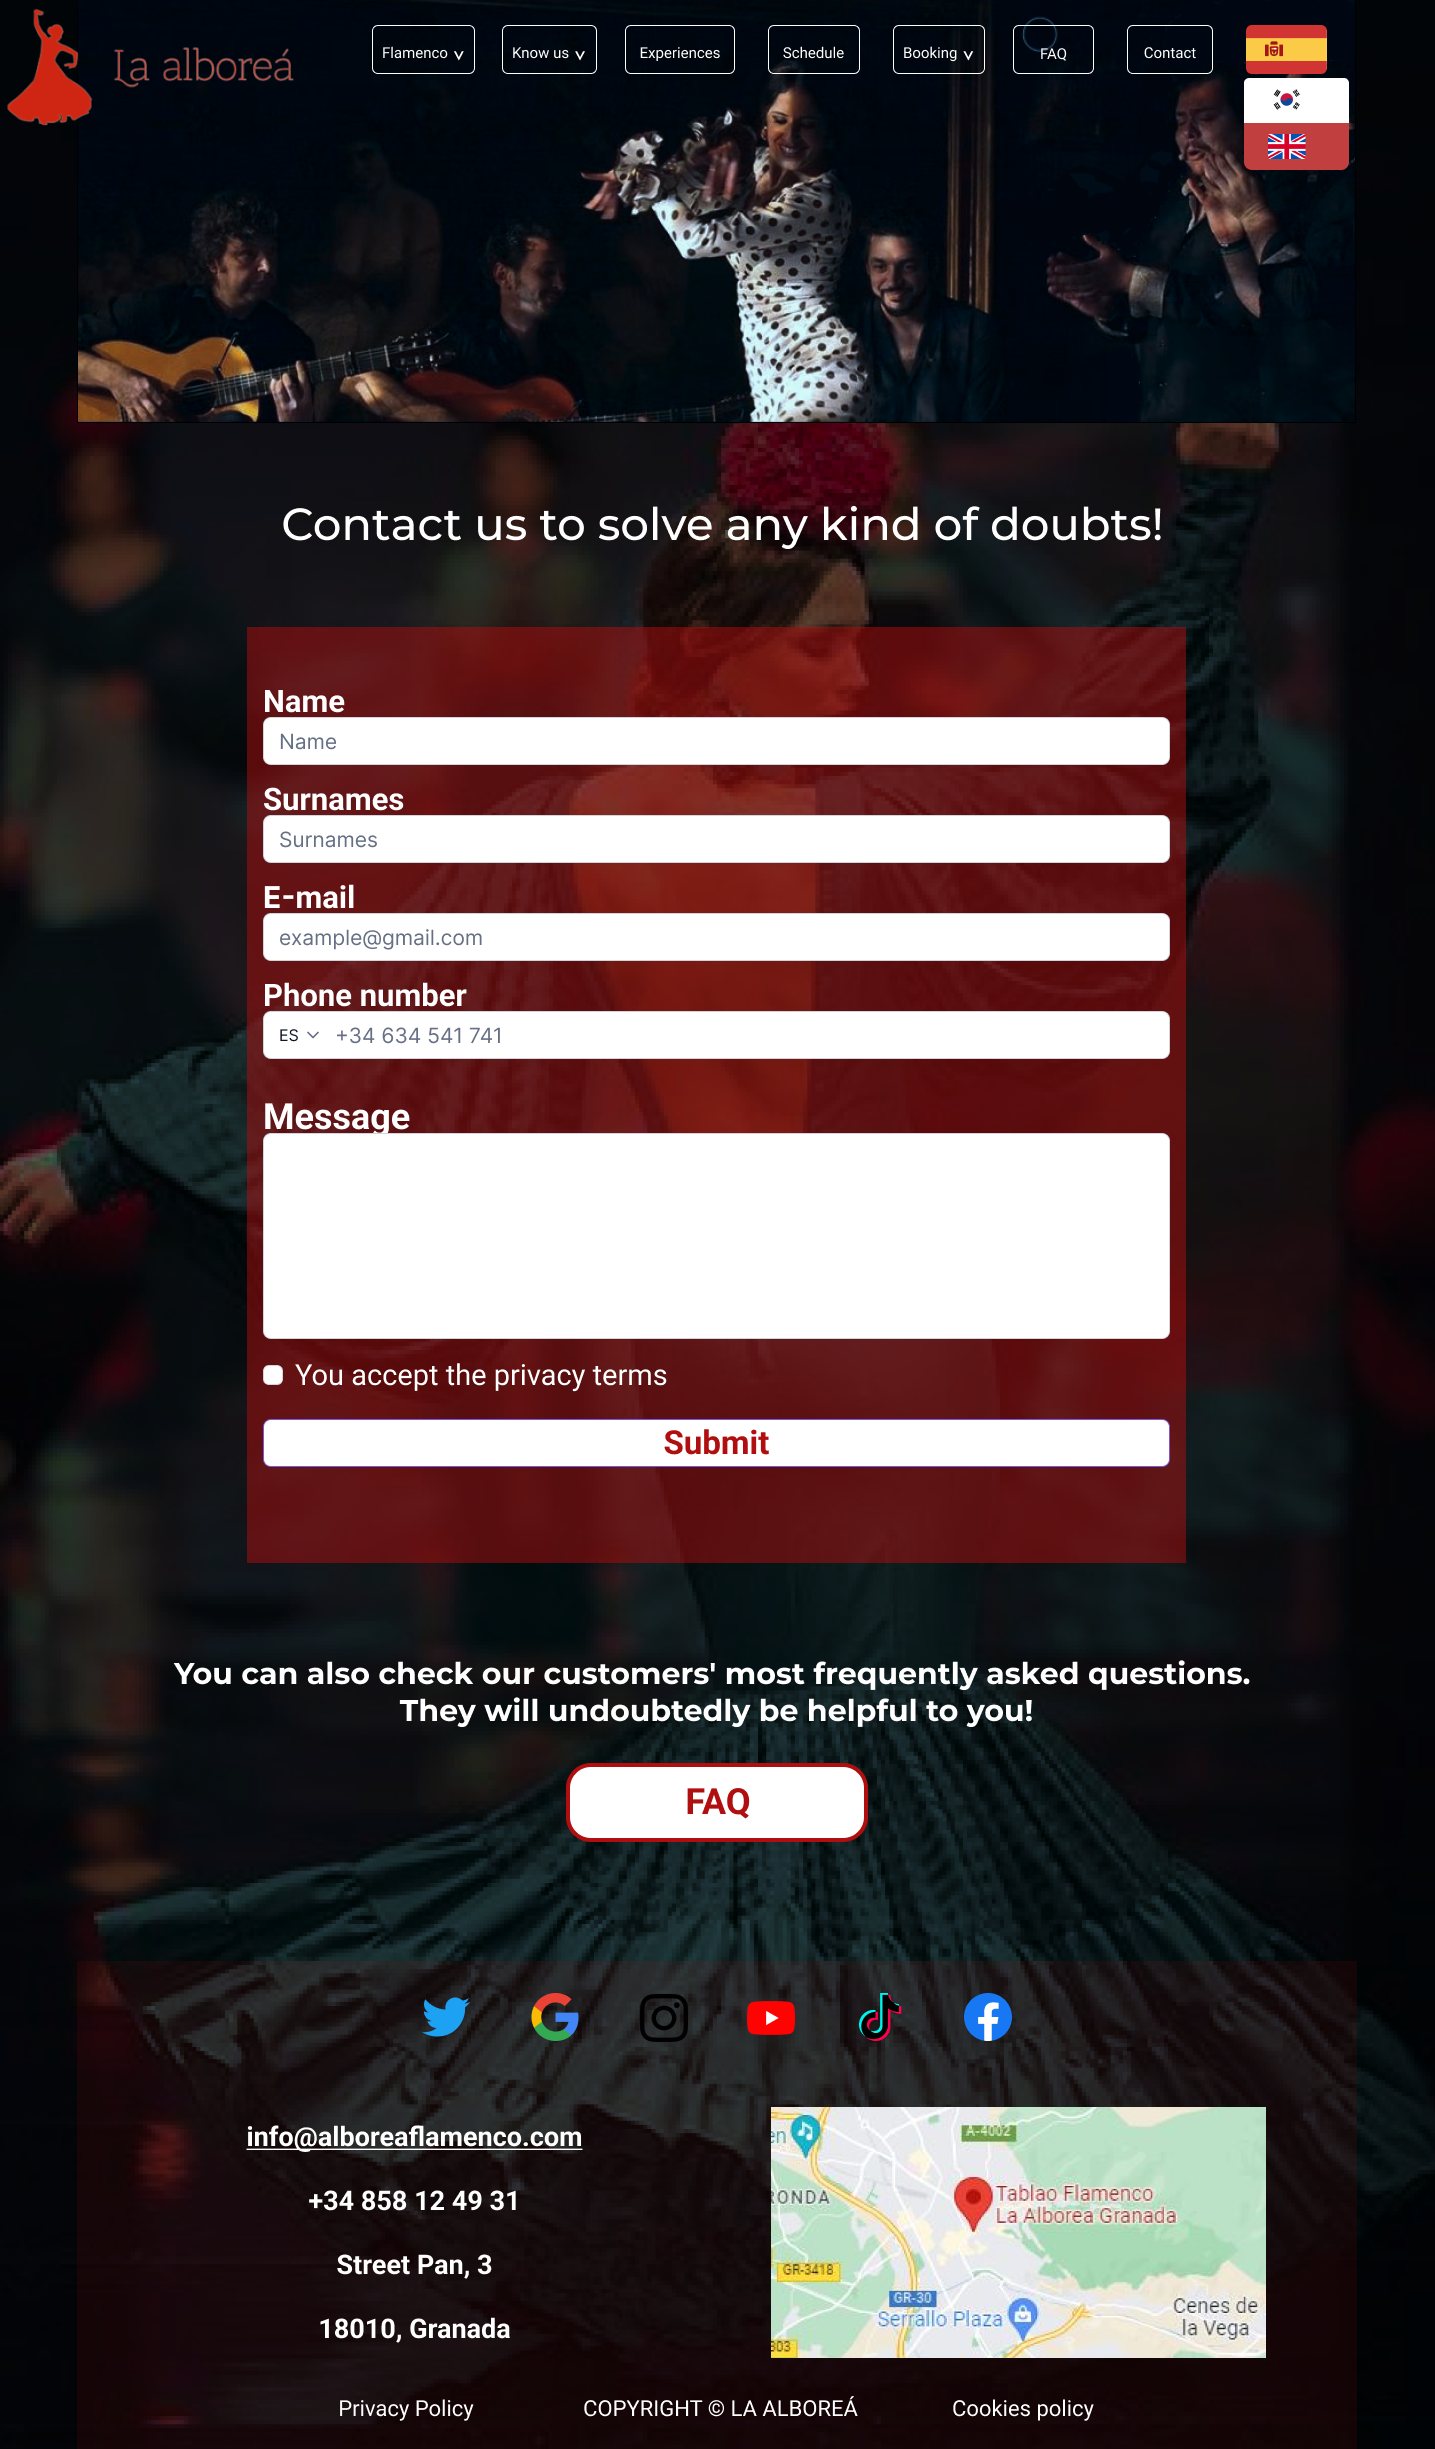 La alboreá
Flamenco
Know us
Experiences
Schedule
Booking
FAQ
Contact
Contact us to solve any kind of doubts!
Name
Name
Surnames
Surnames
E-mail
example@gmail.com
Phone number
ES +34 634 541 741
Message
You accept the privacy terms
Submit
You can also check our customers' most frequently asked questions.
They will undoubtedly be helpful to you!
FAQ
info@alboreaflamenco.com
+34 858 12 49 31
Street Pan, 3
18010, Granada
en
A-4002
RONDA
Tablao Flamenco
La Alborea Granada
GR-3418
GR-30
Serrallo Plaza
Cenes de
la Vega
303
Privacy Policy
COPYRIGHT © LA ALBOREÁ
Cookies policy